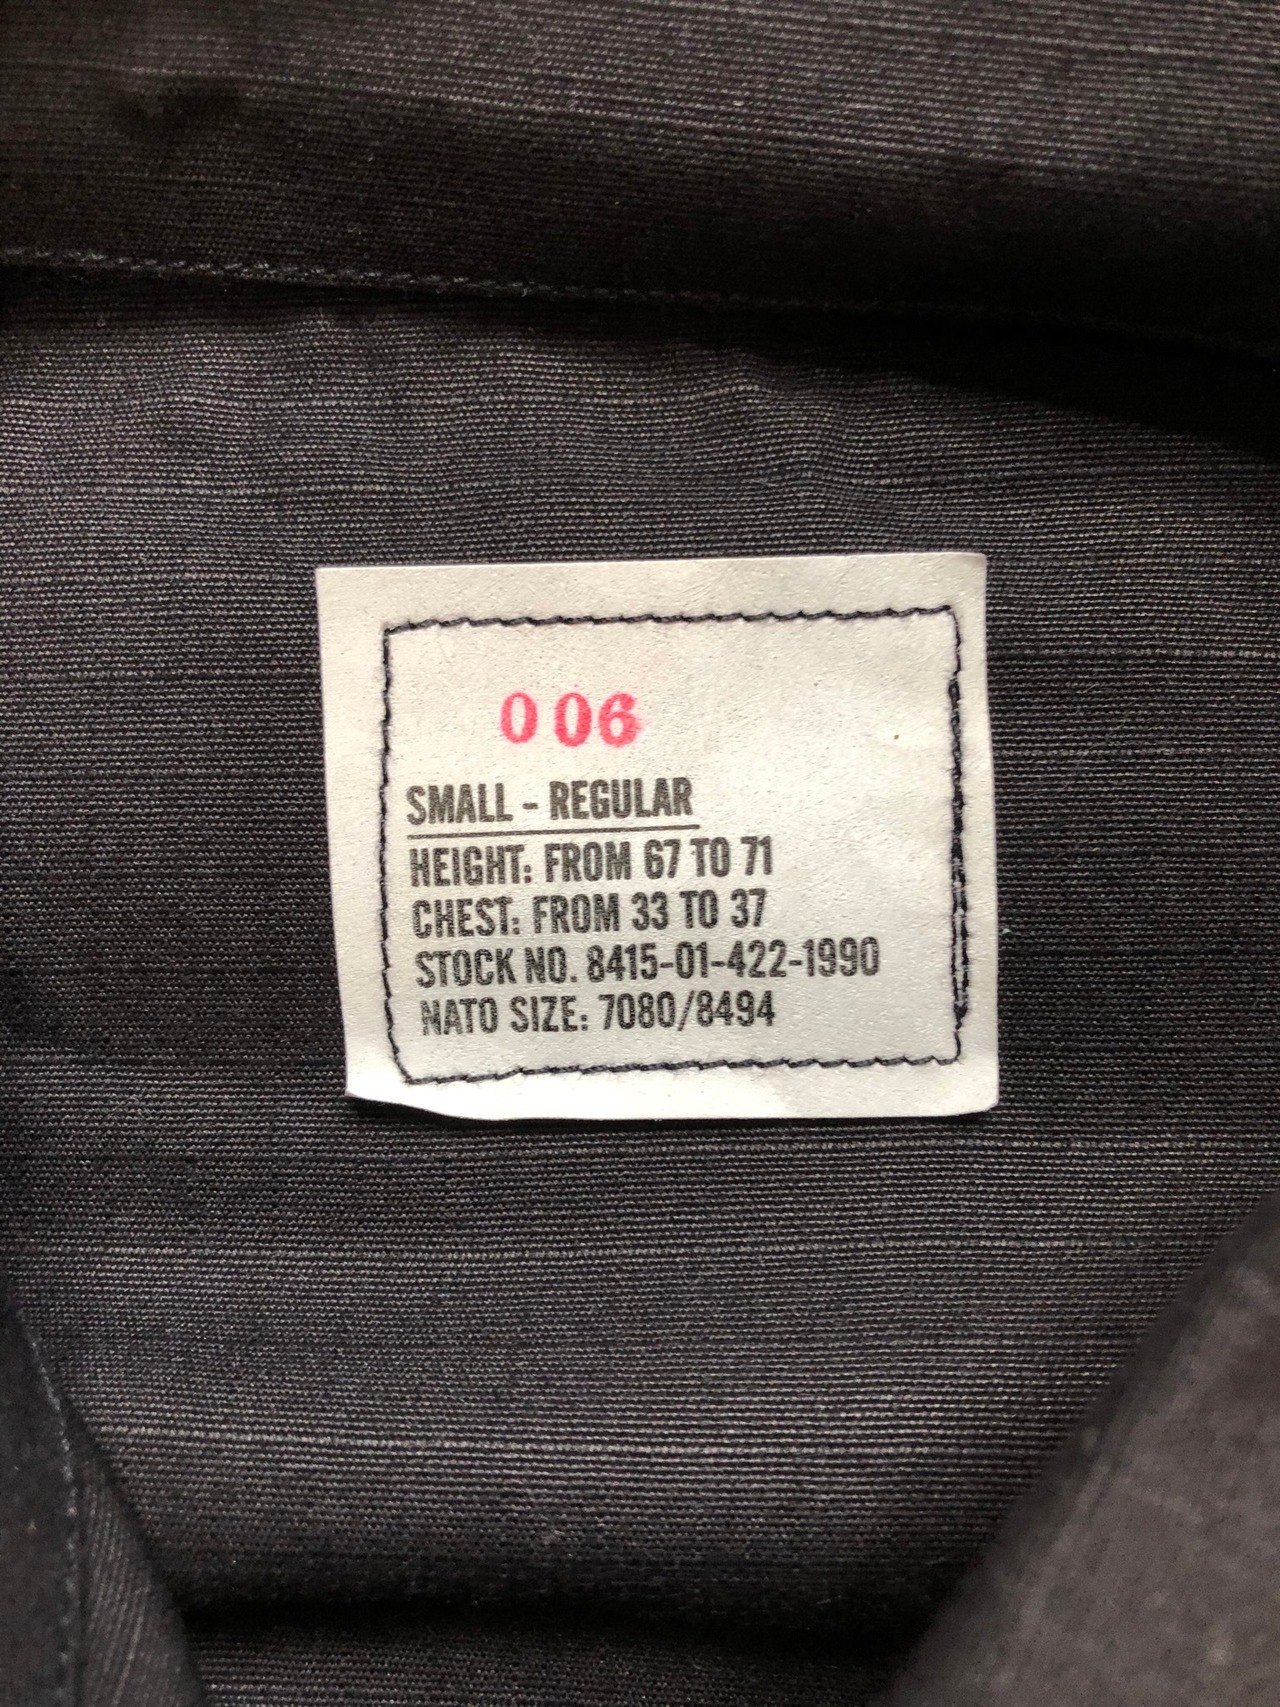 006
SMALL - REGULAR
HEIGHT: FROM 67 TO 71
CHEST: FROM 33 TO 37
STOCK NO. 8415-01-422-1990
NATO SIZE: 7080/8494